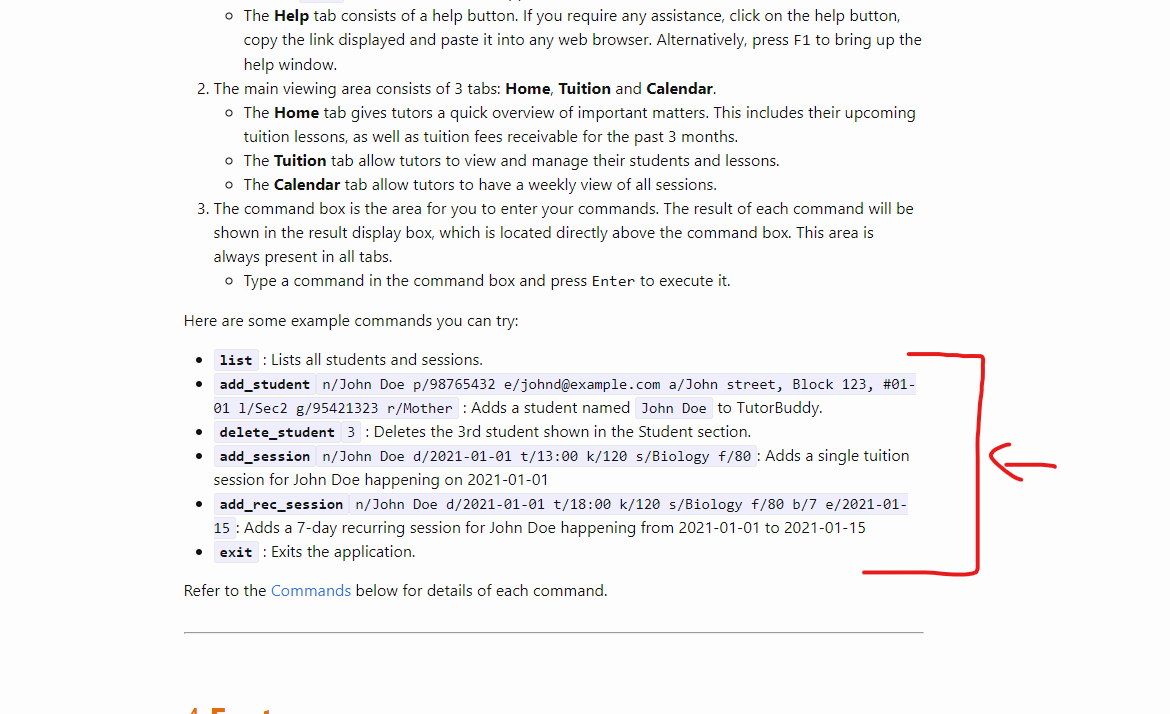 The Help tab consists of a help button. If you require any assistance, click on the help button,
copy the link displayed and paste it into any web browser. Alternatively, press F1 to bring up the
help window.
2. The main viewing area consists of 3 tabs: Home, Tuition and Calendar.
The Home tab gives tutors a quick overview of important matters. This includes their upcoming
tuition lessons, as well as tuition fees receivable for the past 3 months.
The Tuition tab allow tutors to view and manage their students and lessons.
The Calendar tab allow tutors to have a weekly view of all sessions.
3. The command box is the area for you to enter your commands. The result of each command will be
shown in the result display box, which is located directly above the command box. This area is
always present in all tabs.
Type a command in the command box and press Enter to execute it.
Here are some example commands you can try:
list : Lists all students and sessions.
add_student n/John Doe p/98765432 e/johnd@example.com a/John street, Block 123, #01-
01 l/Sec2 g/95421323 r/Mother : Adds a student named John Doe to TutorBuddy.
delete_student 3 : Deletes the 3rd student shown in the Student section.
add_session n/John Doe d/2021-01-01 t/13:00 k/120 s/Biology f/80 : Adds a single tuition
session for John Doe happening on 2021-01-01
add_rec_session n/John Doe d/2021-01-01 t/18:00 k/120 s/Biology f/80 b/7 e/2021-01-
15 : Adds a 7-day recurring session for John Doe happening from 2021-01-01 to 2021-01-15
exit : Exits the application.
Refer to the Commands below for details of each command.